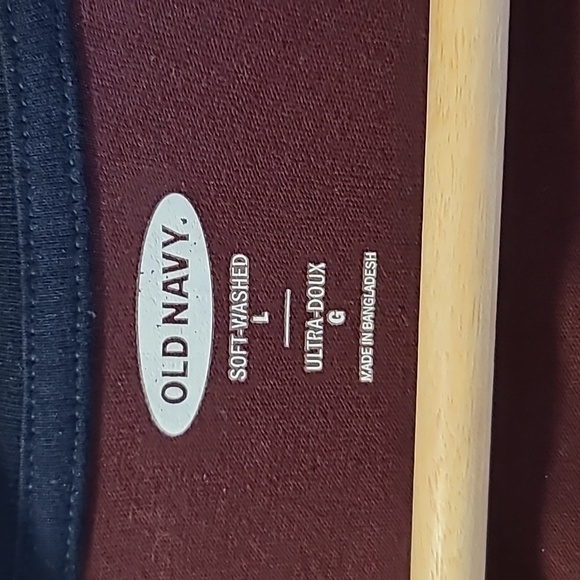 OLD NAVY.
SOFT-WASHED
L
ULTRA-DOUX
G
MADE IN BANGLADESH